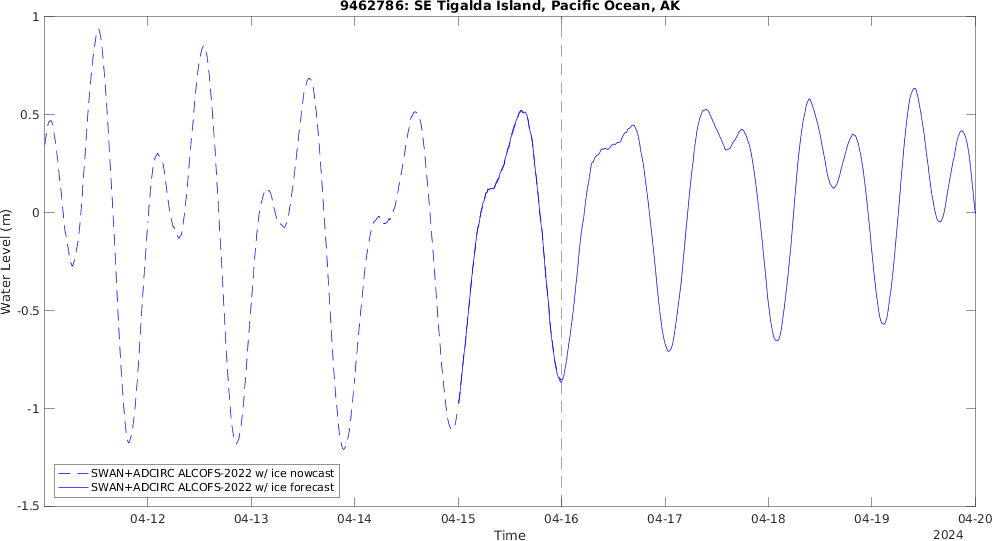 9462786: SE Tigalda Island, Pacific Ocean, AK
1
0.5
0
-0.5
-1
-1.5
Water Level (m)
SWAN+ADCIRC ALCOFS-2022 w/ ice nowcast
SWAN+ADCIRC ALCOFS-2022 w/ ice forecast
04-12 04-13 04-14 04-15 04-16 04-17 04-18 04-19 04-20
Time
2024